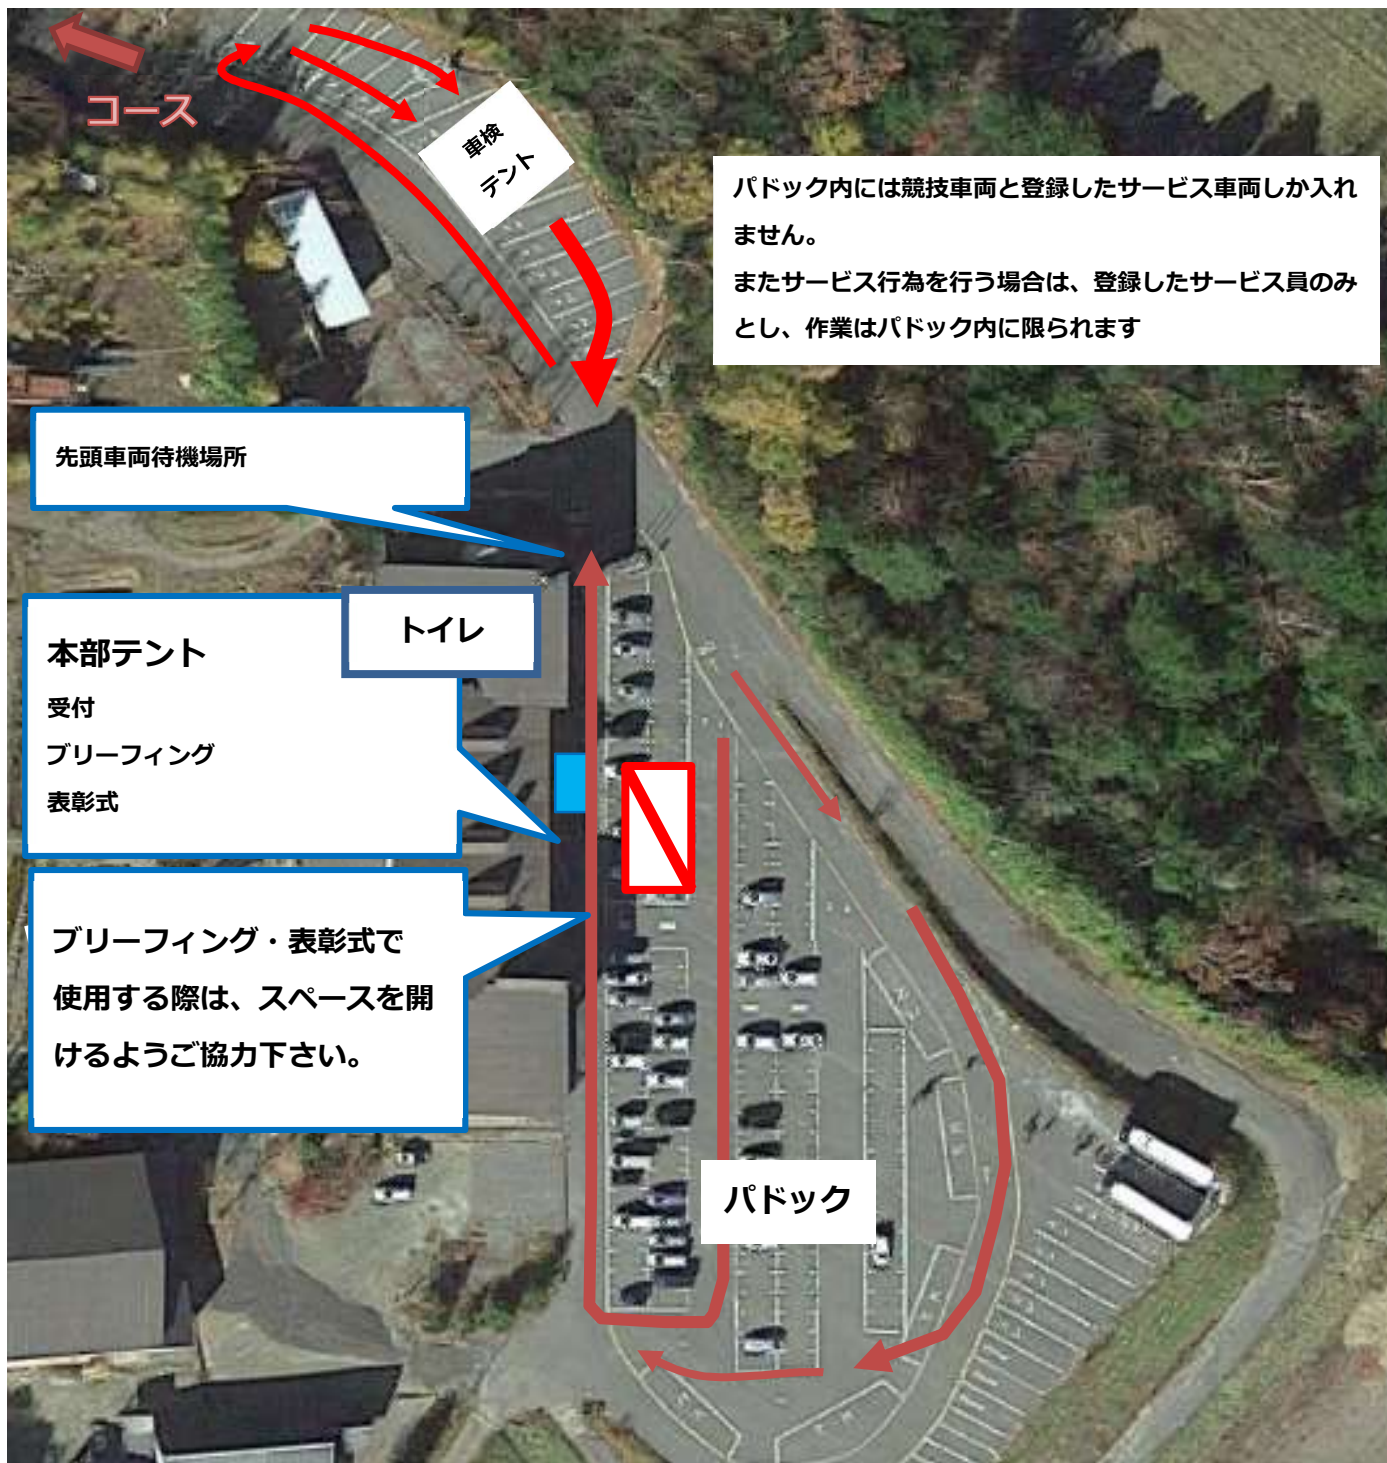 コース
車検
テント
パドック内には競技車両と登録したサービス車両しか入れ
ません。
またサービス行為を行う場合は、登録したサービス員のみ
とし、作業はパドック内に限られます
先頭車両待機場所
トイレ
本部テント
受付
ブリーフィング
表彰式
ブリーフィング・表彰式で
使用する際は、スペースを開
けるようご協力下さい。
パドック